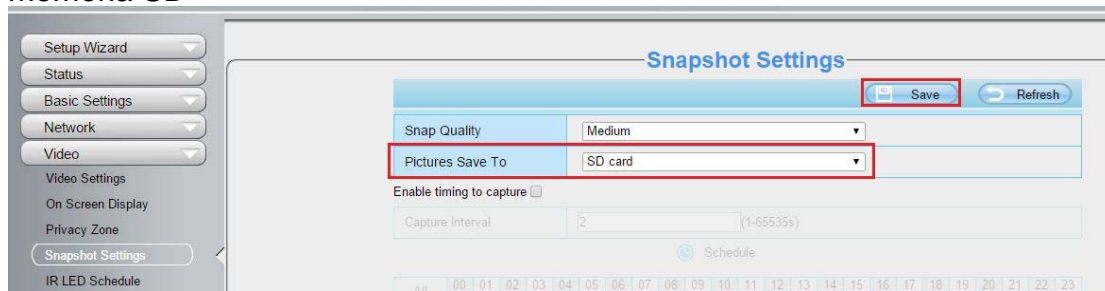 Setup Wizard
Status
Basic Settings
Network
Video
Video Settings
On Screen Display
Privacy Zone
Snapshot Settings
IR LED Schedule
Snapshot Settings
Save Refresh
Snap Quality Medium
Pictures Save To SD card
Enable timing to capture
Capture interval 2 (1-65535s)
Schedule
00 01 02 03 04 05 06 07 08 09 10 11 12 13 14 15 16 17 18 19 20 21 22 23